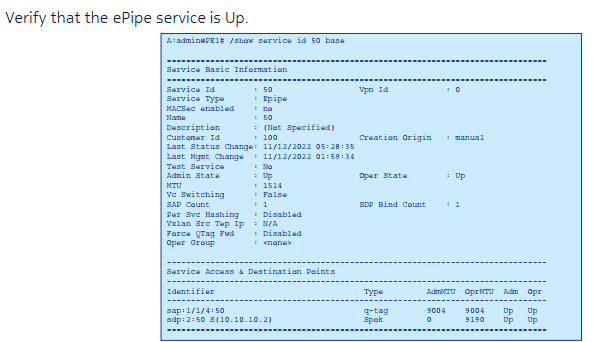 Verify that the ePipe service is Up.
A:admin@PE1# /show service id 50 base
===============================================================================
Service Basic Information
===============================================================================
Service Id : 50 Vpn Id : 0
Service Type : Epipe
MACSec enabled : no
Name : 50
Description : (Not Specified)
Customer Id : 100 Creation Origin : manual
Last Status Change: 11/12/2022 05:28:35
Last Mgmt Change : 11/12/2022 01:59:34
Test Service : No
Admin State : Up Oper State : Up
MTU : 1514
Vc Switching : False
SAP Count : 1 SDP Bind Count : 1
Per Svc Hashing : Disabled
Vxlan Src Tep Ip : N/A
Force QTag Fwd : Disabled
Oper Group : <none>
-------------------------------------------------------------------------------
Service Access & Destination Points
-------------------------------------------------------------------------------
Identifier Type AdmMTU OprMTU Adm Opr
-------------------------------------------------------------------------------
sap:1/1/4:50 q-tag 9004 9004 Up Up
sdp:2:50 S(10.10.10.2) Spok 0 9190 Up Up
===============================================================================